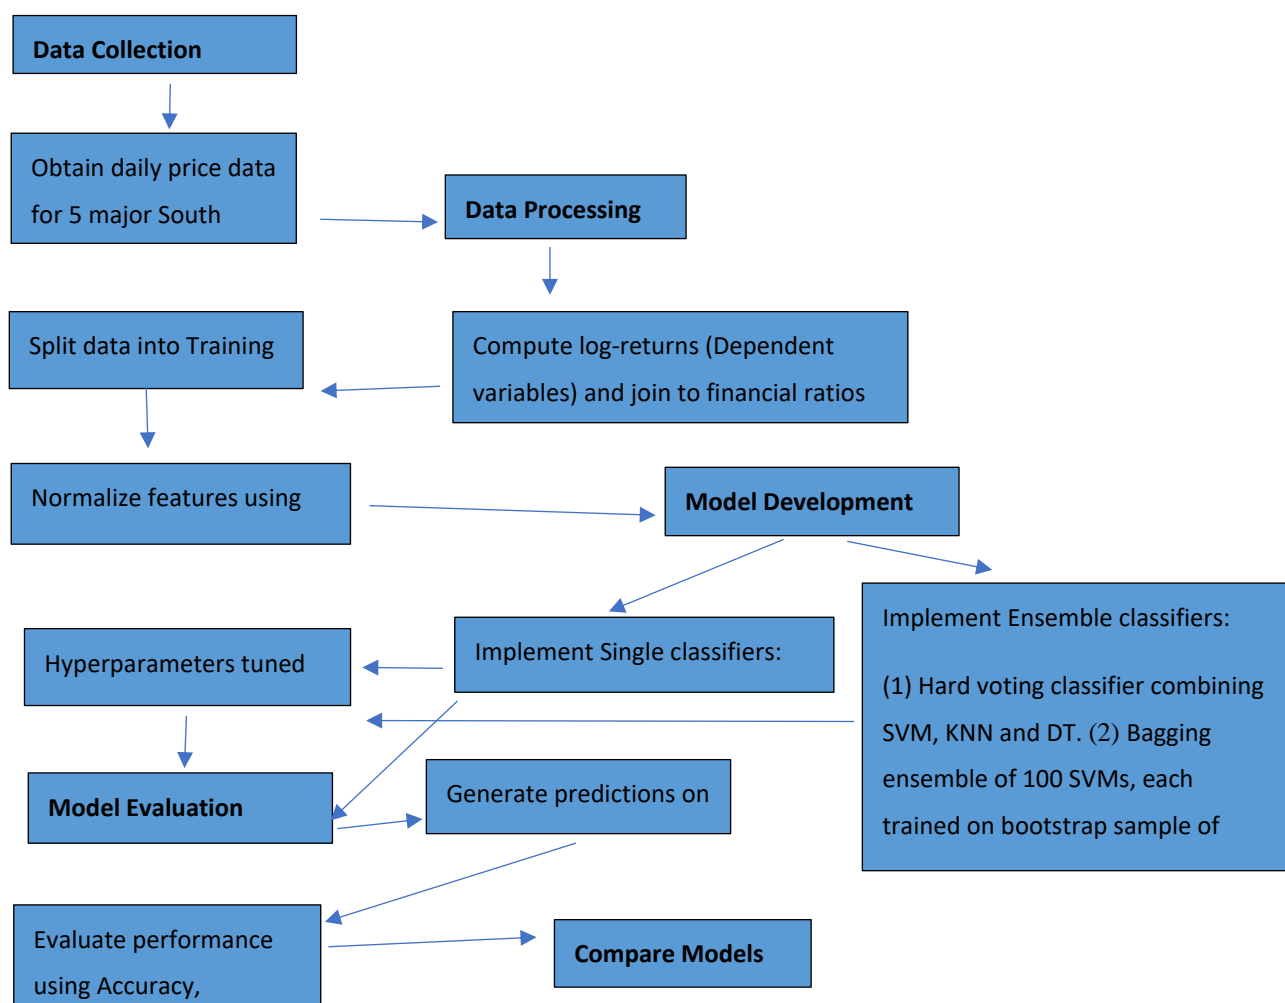 Data Collection
Obtain daily price data
for 5 major South
Data Processing
Split data into Training
Compute log-returns (Dependent
variables) and join to financial ratios
Normalize features using
Model Development
Implement Single classifiers:
Implement Ensemble classifiers:
(1) Hard voting classifier combining
SVM, KNN and DT. (2) Bagging
ensemble of 100 SVMs, each
trained on bootstrap sample of
Hyperparameters tuned
Model Evaluation
Generate predictions on
Evaluate performance
using Accuracy,
Compare Models